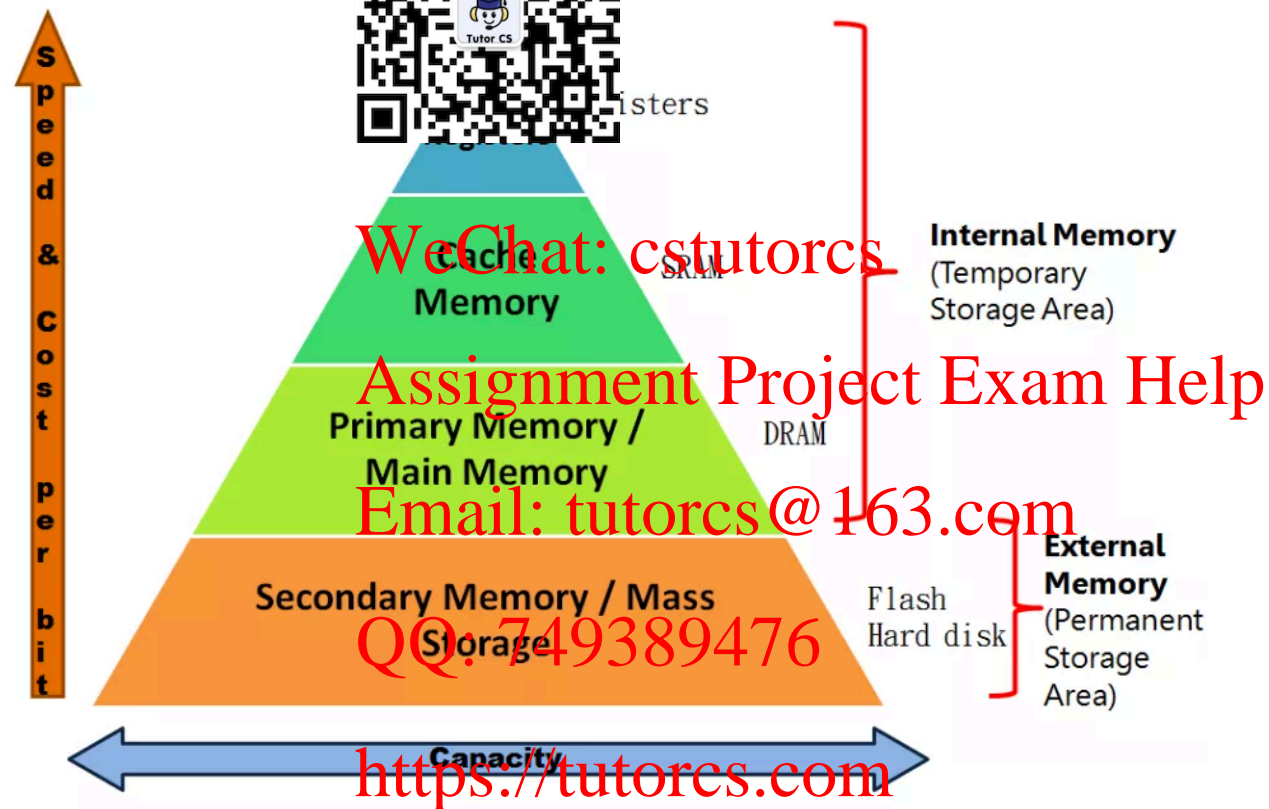 Speed & Cost per bit
Tutor CS
isters
WeChat: cstutorcs
Cache
Memory
SRAM
Internal Memory
(Temporary
Storage Area)
Assignment Project Exam Help
Primary Memory /
Main Memory
DRAM
Email: tutorcs@163.com
External
Memory
(Permanent
Storage
Area)
Secondary Memory / Mass
Storage
Flash
Hard disk
QQ: 749389476
Capacity
https://tutorcs.com